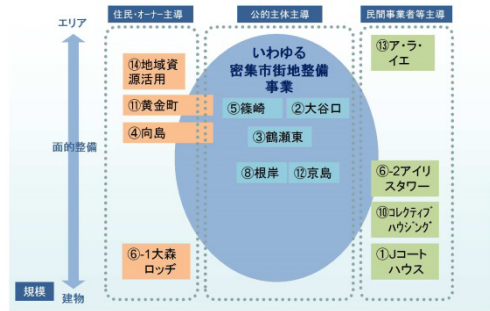 エリア
住民・オーナー主導
公的主体主導
民間事業者等主導
⑭地域資
源活用
⑪黄金町
④向島
面的整備
いわゆる
密集市街地整備
事業
⑤篠崎
②大谷口
③鶴瀬東
⑧根岸
⑫京島
⑬ア・ラ・
イエ
⑥-2アイリ
スタワー
⑩コレクティブ
ハウジング
①Jコート
ハウス
⑥-1大森
ロッヂ
規模
建物